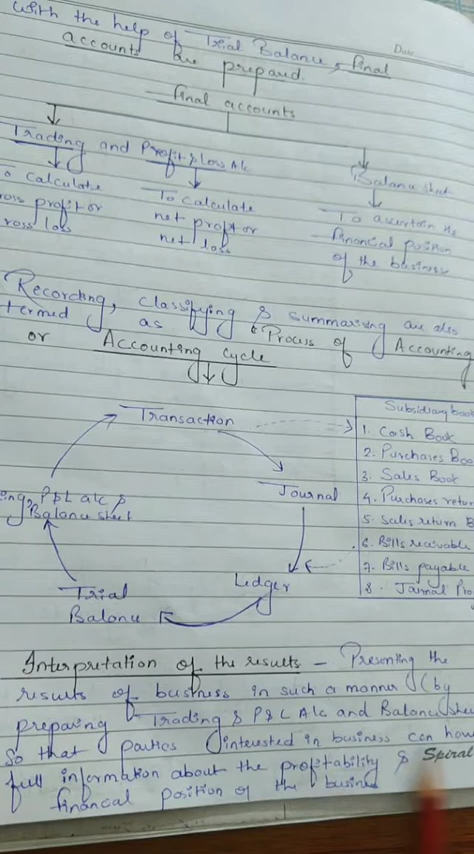 with the help of Trial Balance, final
Date
accounts are prepared.
final accounts
Trading and Profit & Loss A/c
Balance sheet
To calculate
To calculate
To ascertain the
gross profit or
net profit or
financial position
gross loss
net loss
of the business
Recording, classifying & summarising are also
termed as "Process of Accounting
or Accounting cycle
Transaction
Journal
Ledger
Trial
Balance
P&L a/c &
Balance sheet
Subsidiary book
1. Cash Book
2. Purchases Boo
3. Sales Book
4. Purchases retur
5. Sales return B
6. Bills receivable
7. Bills payable
8. Journal Pro
Interpretation of the results - Presenting the
results of business in such a manner (by
preparing Trading & P&L A/c and Balance shee
so that parties interested in business can have
full information about the profitability &
Spiral
financial position of the business